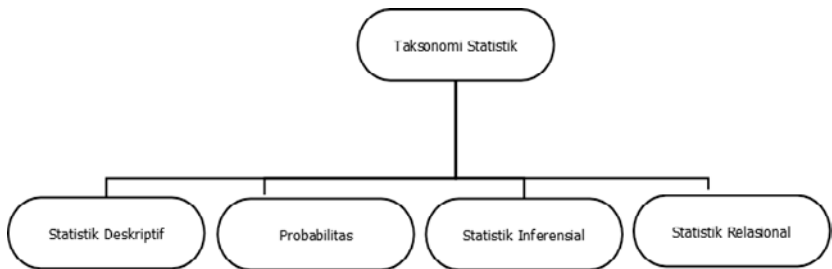 Taksonomi Statistik
Statistik Deskriptif
Probabilitas
Statistik Inferensial
Statistik Relasional